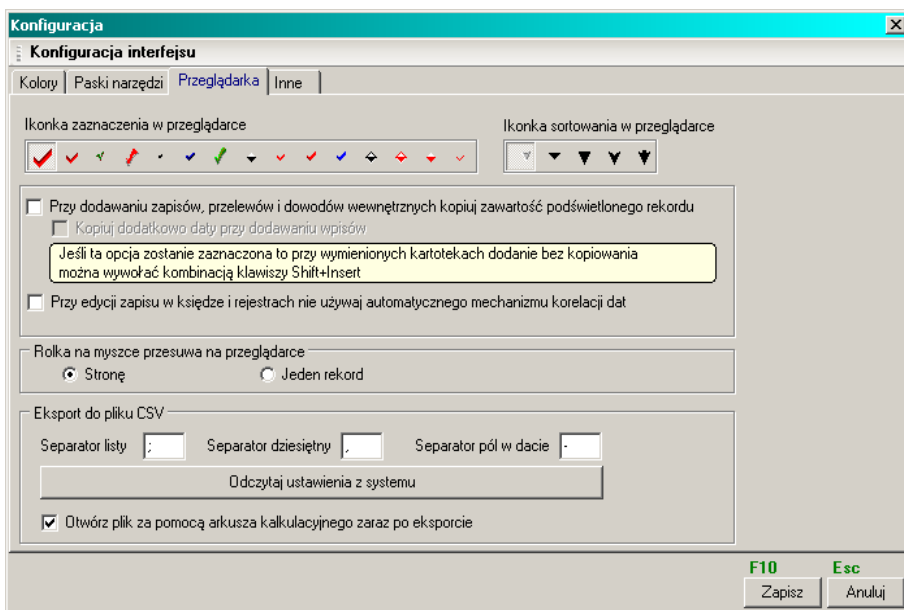 Konfiguracja
Konfiguracja interfejsu
Kolory Paski narzędzi Przeglądarka Inne
Ikonka zaznaczenia w przeglądarce Ikonka sortowania w przeglądarce
Przy dodawaniu zapisów, przelewów i dowodów wewnętrznych kopiuj zawartość podświetlonego rekordu
Kopiuj dodatkowo daty przy dodawaniu wpisów
Jeśli ta opcja zostanie zaznaczona to przy wymienionych kartotekach dodanie bez kopiowania
można wywołać kombinacją klawiszy Shift+Insert
Przy edycji zapisu w księdze i rejestrach nie używaj automatycznego mechanizmu korelacji dat
Rolka na myszce przesuwa na przeglądarce
Stronę Jeden rekord
Eksport do pliku CSV
Separator listy ; Separator dziesiętny , Separator pól w dacie -
Odczytaj ustawienia z systemu
Otwórz plik za pomocą arkusza kalkulacyjnego zaraz po eksporcie
F10 Esc
Zapisz Anuluj